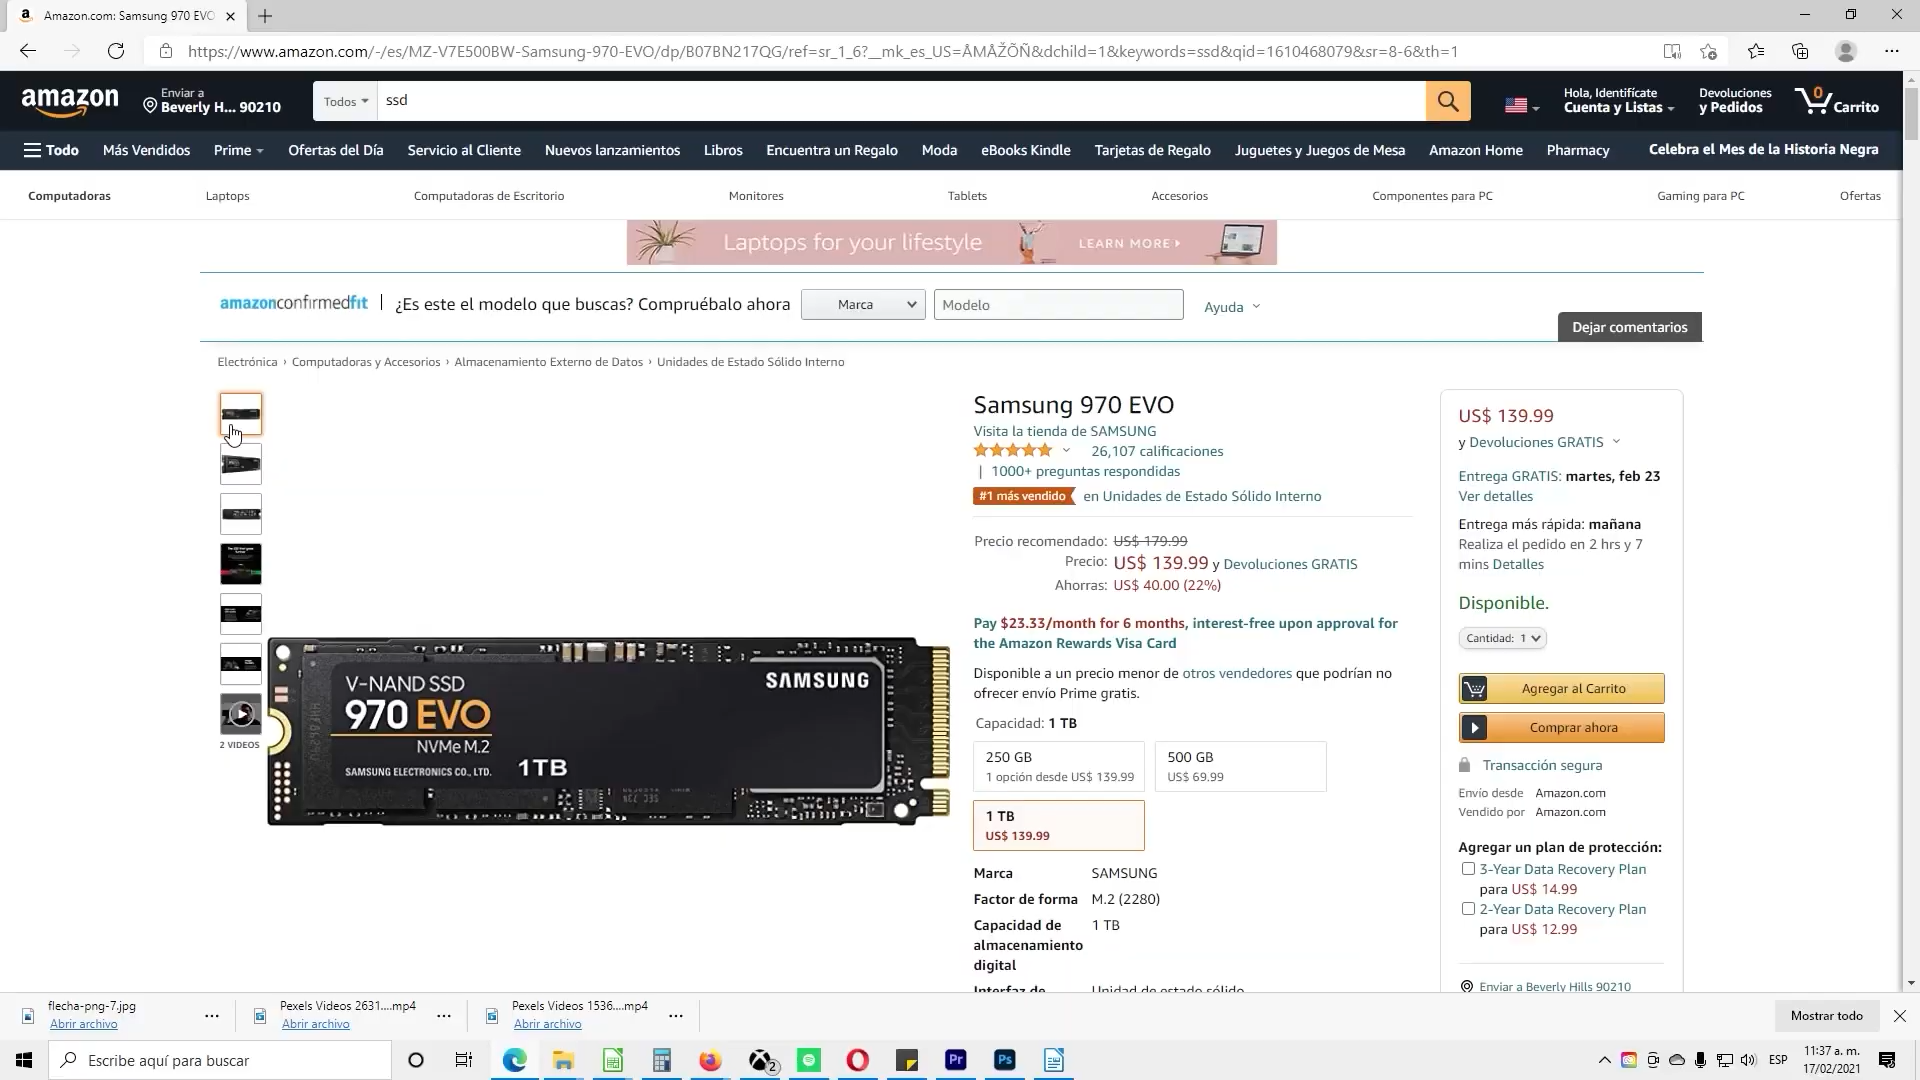 Amazon.com: Samsung 970 EVO
https://www.amazon.com/-/es/MZ-V7E500BW-Samsung-970-EVO/dp/B07BN217QG/ref=sr_1_6?__mk_es_US=ÅMÅŽÕÑ&dchild=1&keywords=ssd&qid=1610468079&sr=8-6&th=1
amazon
Enviar a
Beverly H... 90210
Todos
ssd
Hola, Identifícate
Cuenta y Listas
Devoluciones
y Pedidos
0
Carrito
Todo
Más Vendidos
Prime
Ofertas del Día
Servicio al Cliente
Nuevos lanzamientos
Libros
Encuentra un Regalo
Moda
eBooks Kindle
Tarjetas de Regalo
Juguetes y Juegos de Mesa
Amazon Home
Pharmacy
Celebra el Mes de la Historia Negra
Computadoras
Laptops
Computadoras de Escritorio
Monitores
Tablets
Accesorios
Componentes para PC
Gaming para PC
Ofertas
Laptops for your lifestyle
LEARN MORE
amazonconfirmedfit | ¿Es este el modelo que buscas? Compruébalo ahora
Marca
Modelo
Ayuda
Dejar comentarios
Electrónica › Computadoras y Accesorios › Almacenamiento Externo de Datos › Unidades de Estado Sólido Interno
2 VIDEOS
V-NAND SSD
970 EVO
NVMe M.2
SAMSUNG ELECTRONICS CO., LTD.
1TB
SAMSUNG
Samsung 970 EVO
Visita la tienda de SAMSUNG
26,107 calificaciones
| 1000+ preguntas respondidas
#1 más vendido en Unidades de Estado Sólido Interno
Precio recomendado: US$ 179.99
Precio: US$ 139.99 y Devoluciones GRATIS
Ahorras: US$ 40.00 (22%)
Pay $23.33/month for 6 months, interest-free upon approval for
the Amazon Rewards Visa Card
Disponible a un precio menor de otros vendedores que podrían no
ofrecer envío Prime gratis.
Capacidad: 1 TB
250 GB
1 opción desde US$ 139.99
500 GB
US$ 69.99
1 TB
US$ 139.99
Marca SAMSUNG
Factor de forma M.2 (2280)
Capacidad de 1 TB
almacenamiento
digital
Interfaz de Unidad de estado sólido
US$ 139.99
y Devoluciones GRATIS
Entrega GRATIS: martes, feb 23
Ver detalles
Entrega más rápida: mañana
Realiza el pedido en 2 hrs y 7
mins Detalles
Disponible.
Cantidad: 1
Agregar al Carrito
Comprar ahora
Transacción segura
Envío desde Amazon.com
Vendido por Amazon.com
Agregar un plan de protección:
3-Year Data Recovery Plan
para US$ 14.99
2-Year Data Recovery Plan
para US$ 12.99
Enviar a Beverly Hills 90210
flecha-png-7.jpg
Abrir archivo
Pexels Videos 2631....mp4
Abrir archivo
Pexels Videos 1536....mp4
Abrir archivo
Mostrar todo
Escribe aquí para buscar
2
Pr
Ps
ESP
11:37 a. m.
17/02/2021